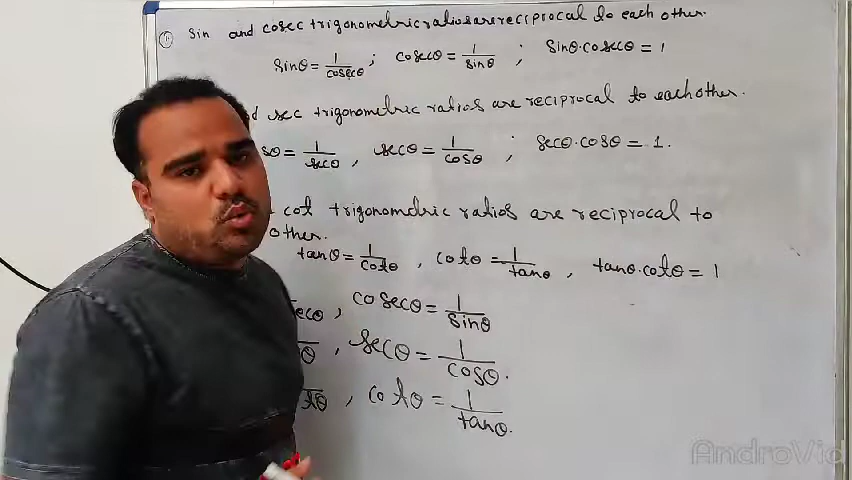 ① Sin and cosec trigonometric ratios are reciprocal to each other.
Sinθ = 1/cosecθ ; cosecθ = 1/sinθ ; Sinθ·cosecθ = 1
sec trigonometric ratios are reciprocal to each other.
sθ = 1/secθ , secθ = 1/cosθ ; secθ·cosθ = 1.
cot trigonometric ratios are reciprocal to
other.
tanθ = 1/cotθ , cotθ = 1/tanθ , tanθ·cotθ = 1
ecθ , cosecθ = 1/sinθ
θ , secθ = 1/cosθ.
tθ , cotθ = 1/tanθ.
AndroVid